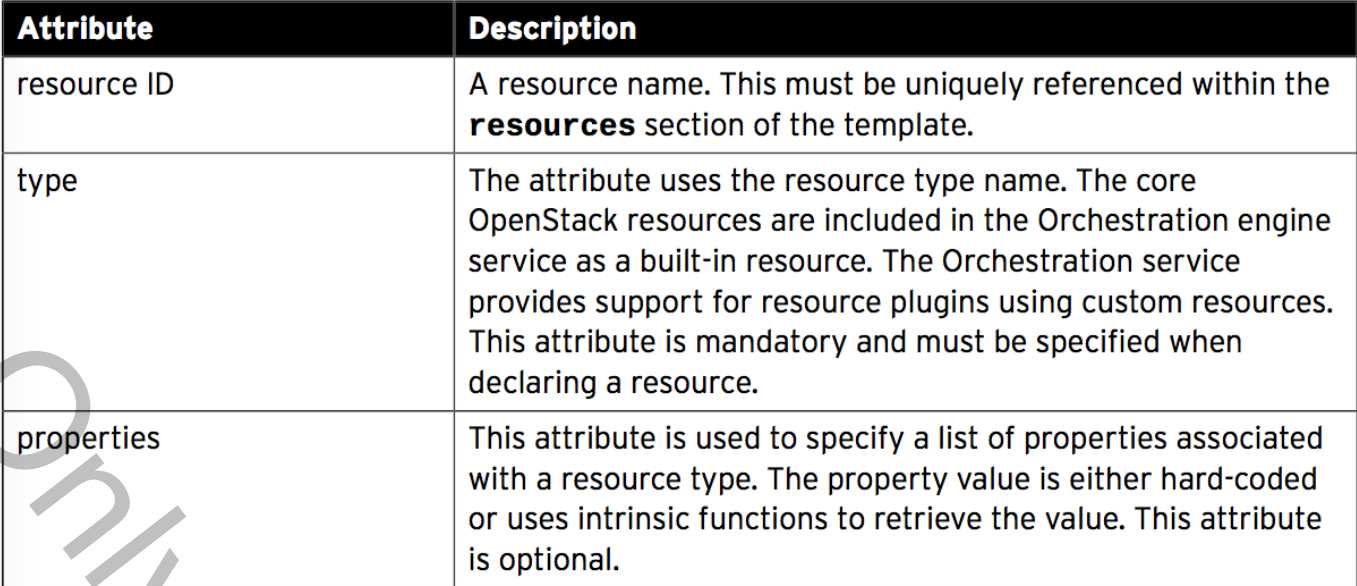 Attribute
Description
resource ID
A resource name. This must be uniquely referenced within the
resources section of the template.
type
The attribute uses the resource type name. The core
OpenStack resources are included in the Orchestration engine
service as a built-in resource. The Orchestration service
provides support for resource plugins using custom resources.
This attribute is mandatory and must be specified when
declaring a resource.
properties
This attribute is used to specify a list of properties associated
with a resource type. The property value is either hard-coded
or uses intrinsic functions to retrieve the value. This attribute
is optional.
Only